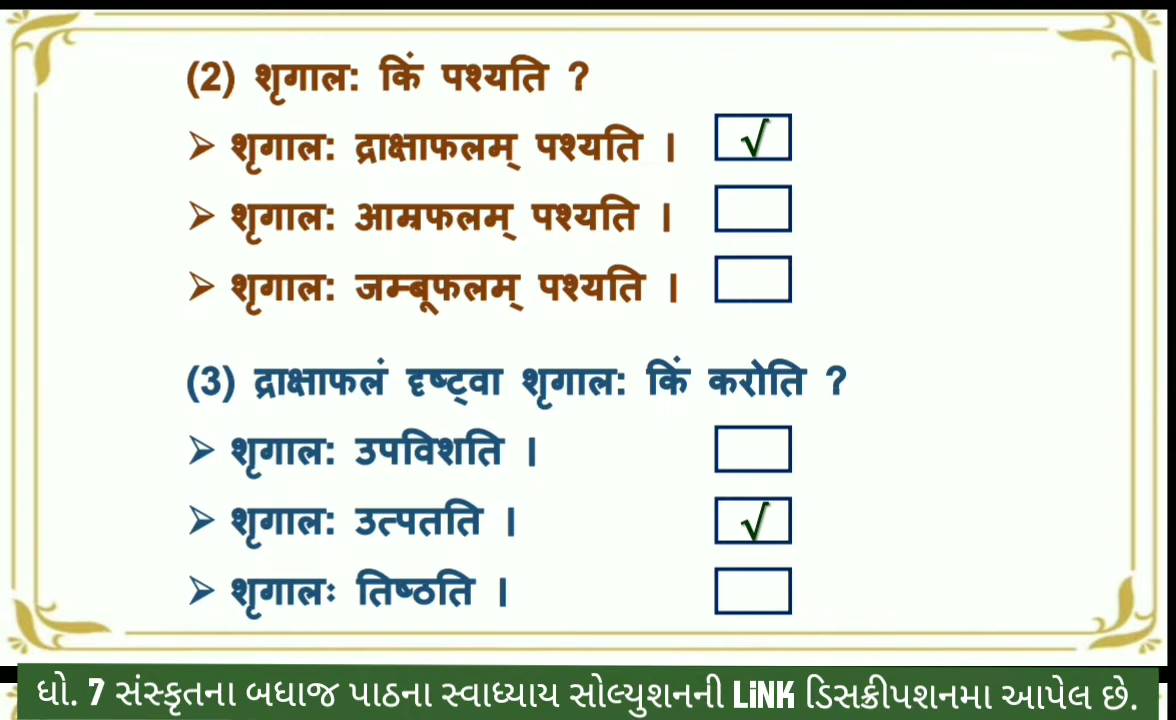 (2) शृगाल: किं पश्यति ?
➢ शृगाल: द्राक्षाफलम् पश्यति । √
➢ शृगाल: आम्रफलम् पश्यति ।
➢ शृगाल: जम्बूफलम् पश्यति ।
(3) द्राक्षाफलं दृष्ट्वा शृगाल: किं करोति ?
➢ शृगाल: उपविशति ।
➢ शृगाल: उत्पतति । √
➢ शृगालः तिष्ठति ।
ધો. 7 સંસ્કૃતના બધાજ પાઠના સ્વાધ્યાય સોલ્યુશનની LiNK ડિસક્રીપશનમા આપેલ છે.